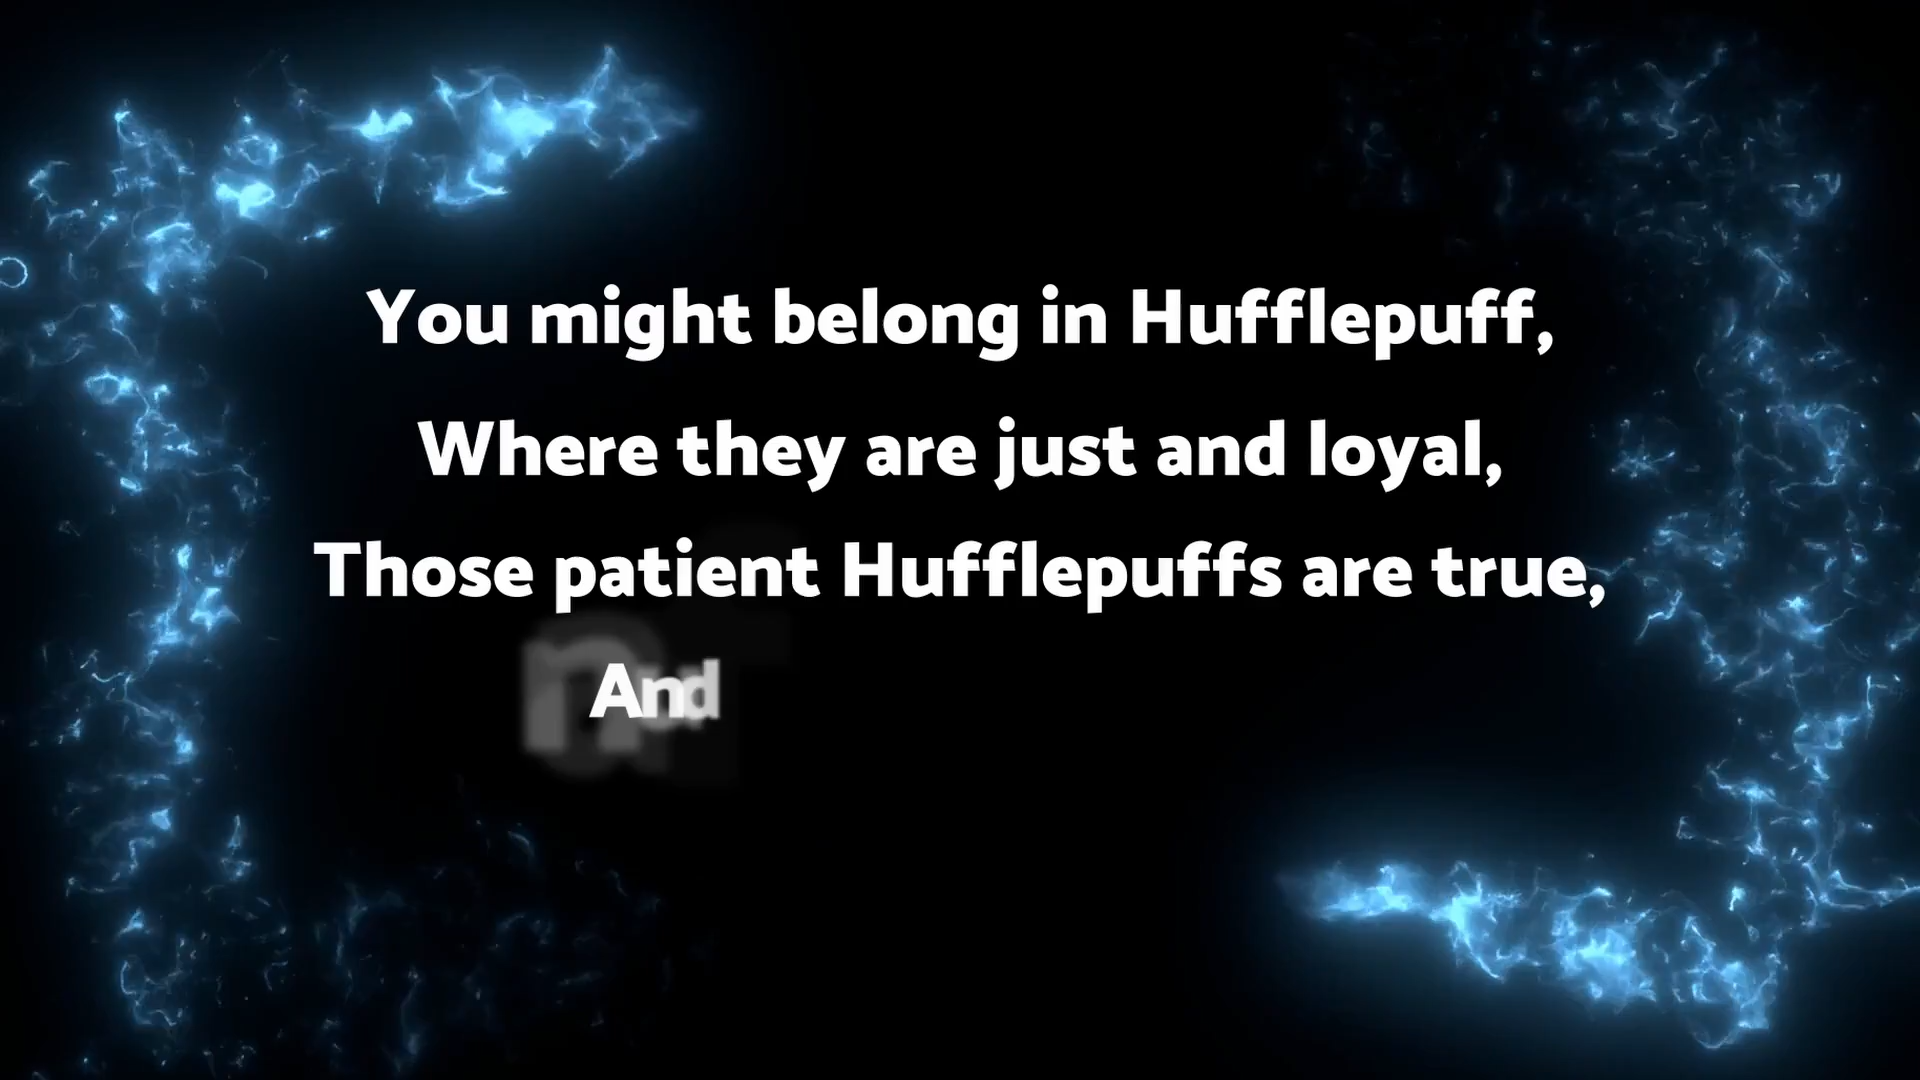 You might belong in Hufflepuff,
Where they are just and loyal,
Those patient Hufflepuffs are true,
And